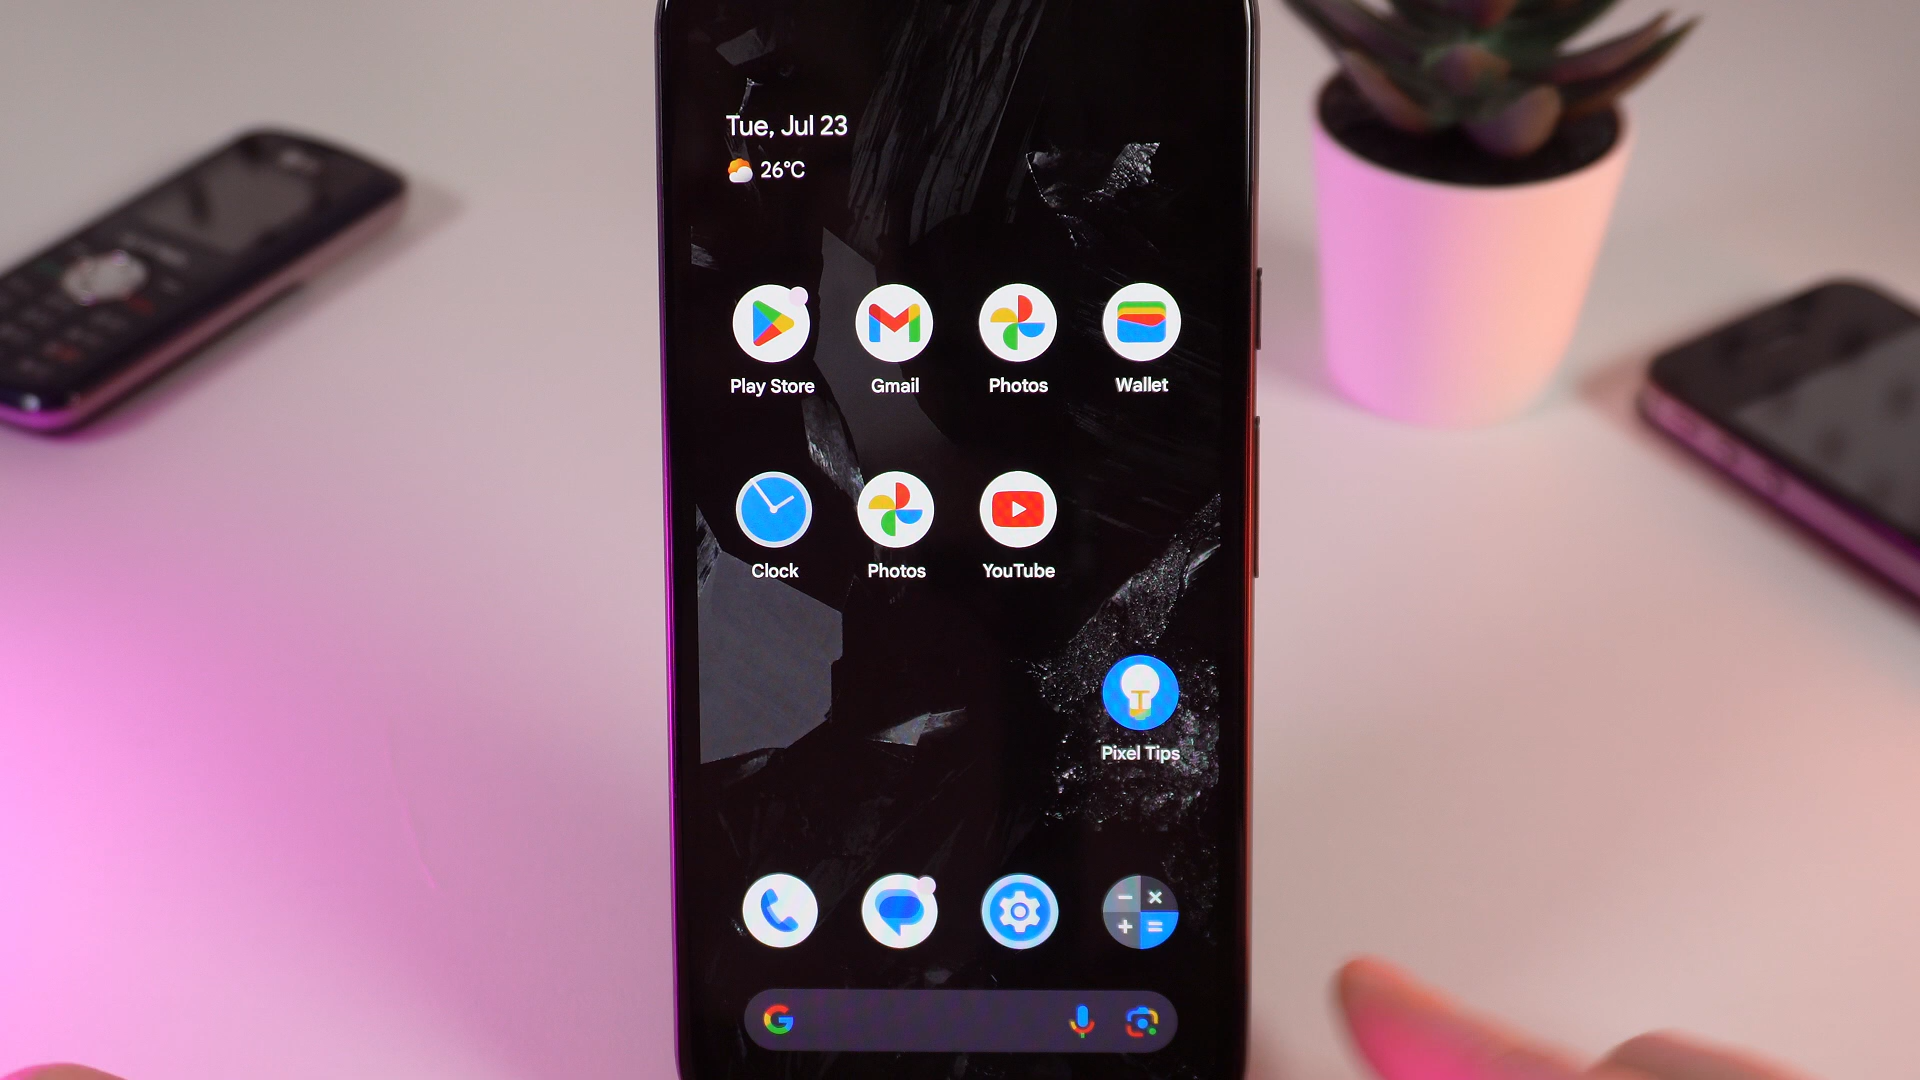 Tue, Jul 23
26°C
Play Store
Gmail
Photos
Wallet
Clock
Photos
YouTube
Pixel Tips